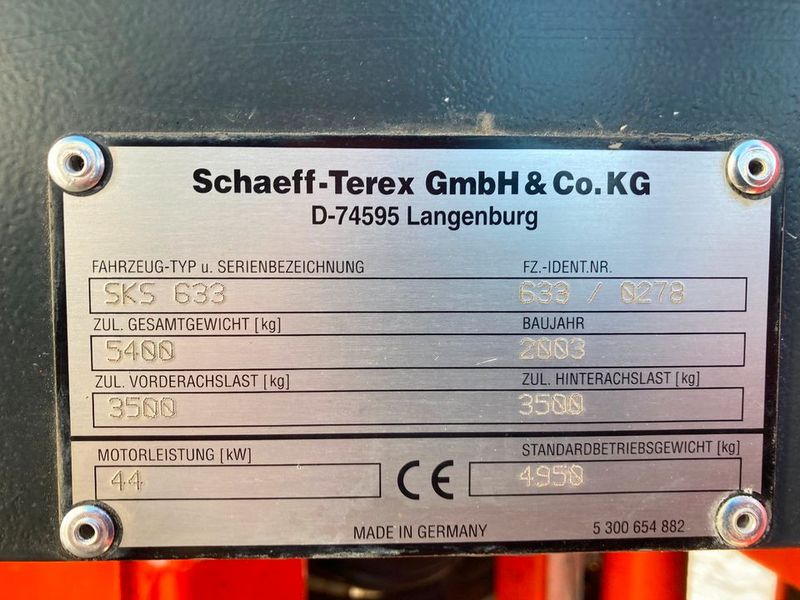 Schaeff-Terex GmbH & Co. KG
D-74595 Langenburg
FAHRZEUG-TYP u. SERIENBEZEICHNUNG FZ.-IDENT.NR.
SKS 633 633 / 0278
ZUL. GESAMTGEWICHT [kg] BAUJAHR
5400 2003
ZUL. VORDERACHSLAST [kg] ZUL. HINTERACHSLAST [kg]
3500 3500
MOTORLEISTUNG [kW] STANDARDBETRIEBSGEWICHT [kg]
44 CE 4950
MADE IN GERMANY 5 300 654 882